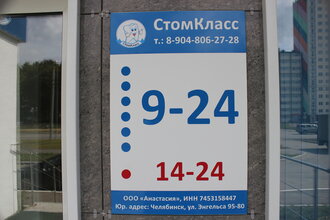 СтомКласс
т.: 8-904-806-27-28
9-24
14-24
ООО «Анастасия», ИНН 7453158447
Юр. адрес: Челябинск, ул. Энгельса 95-80